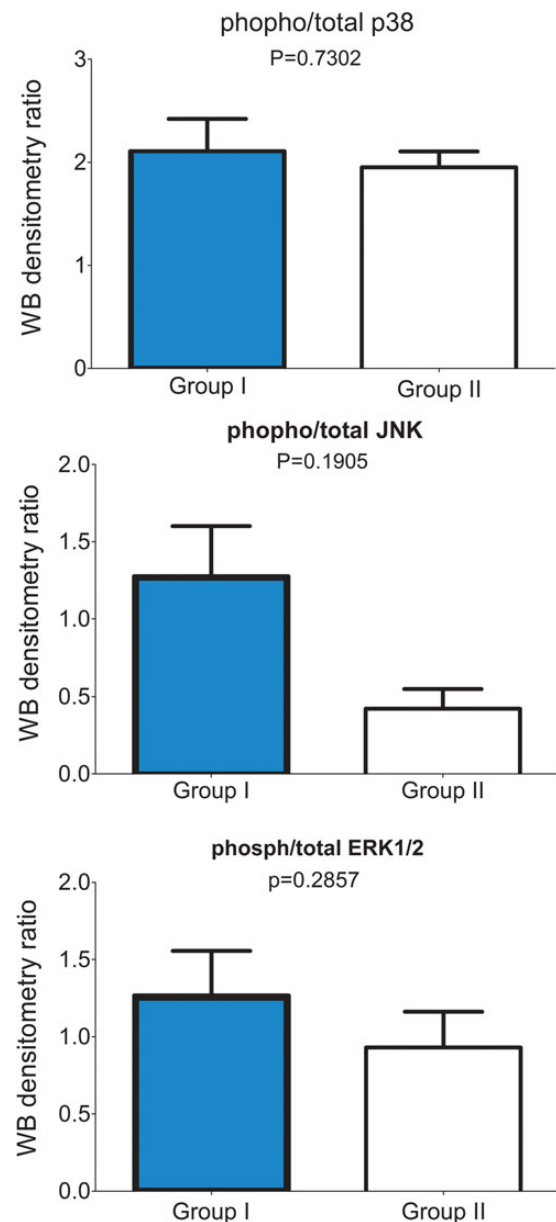 phopho/total p38
P=0.7302
WB densitometry ratio
3
2
1
0
Group I
Group II
phopho/total JNK
P=0.1905
WB densitometry ratio
2.0
1.5
1.0
0.5
0.0
Group I
Group II
phosph/total ERK1/2
p=0.2857
WB densitometry ratio
2.0
1.5
1.0
0.5
0.0
Group I
Group II